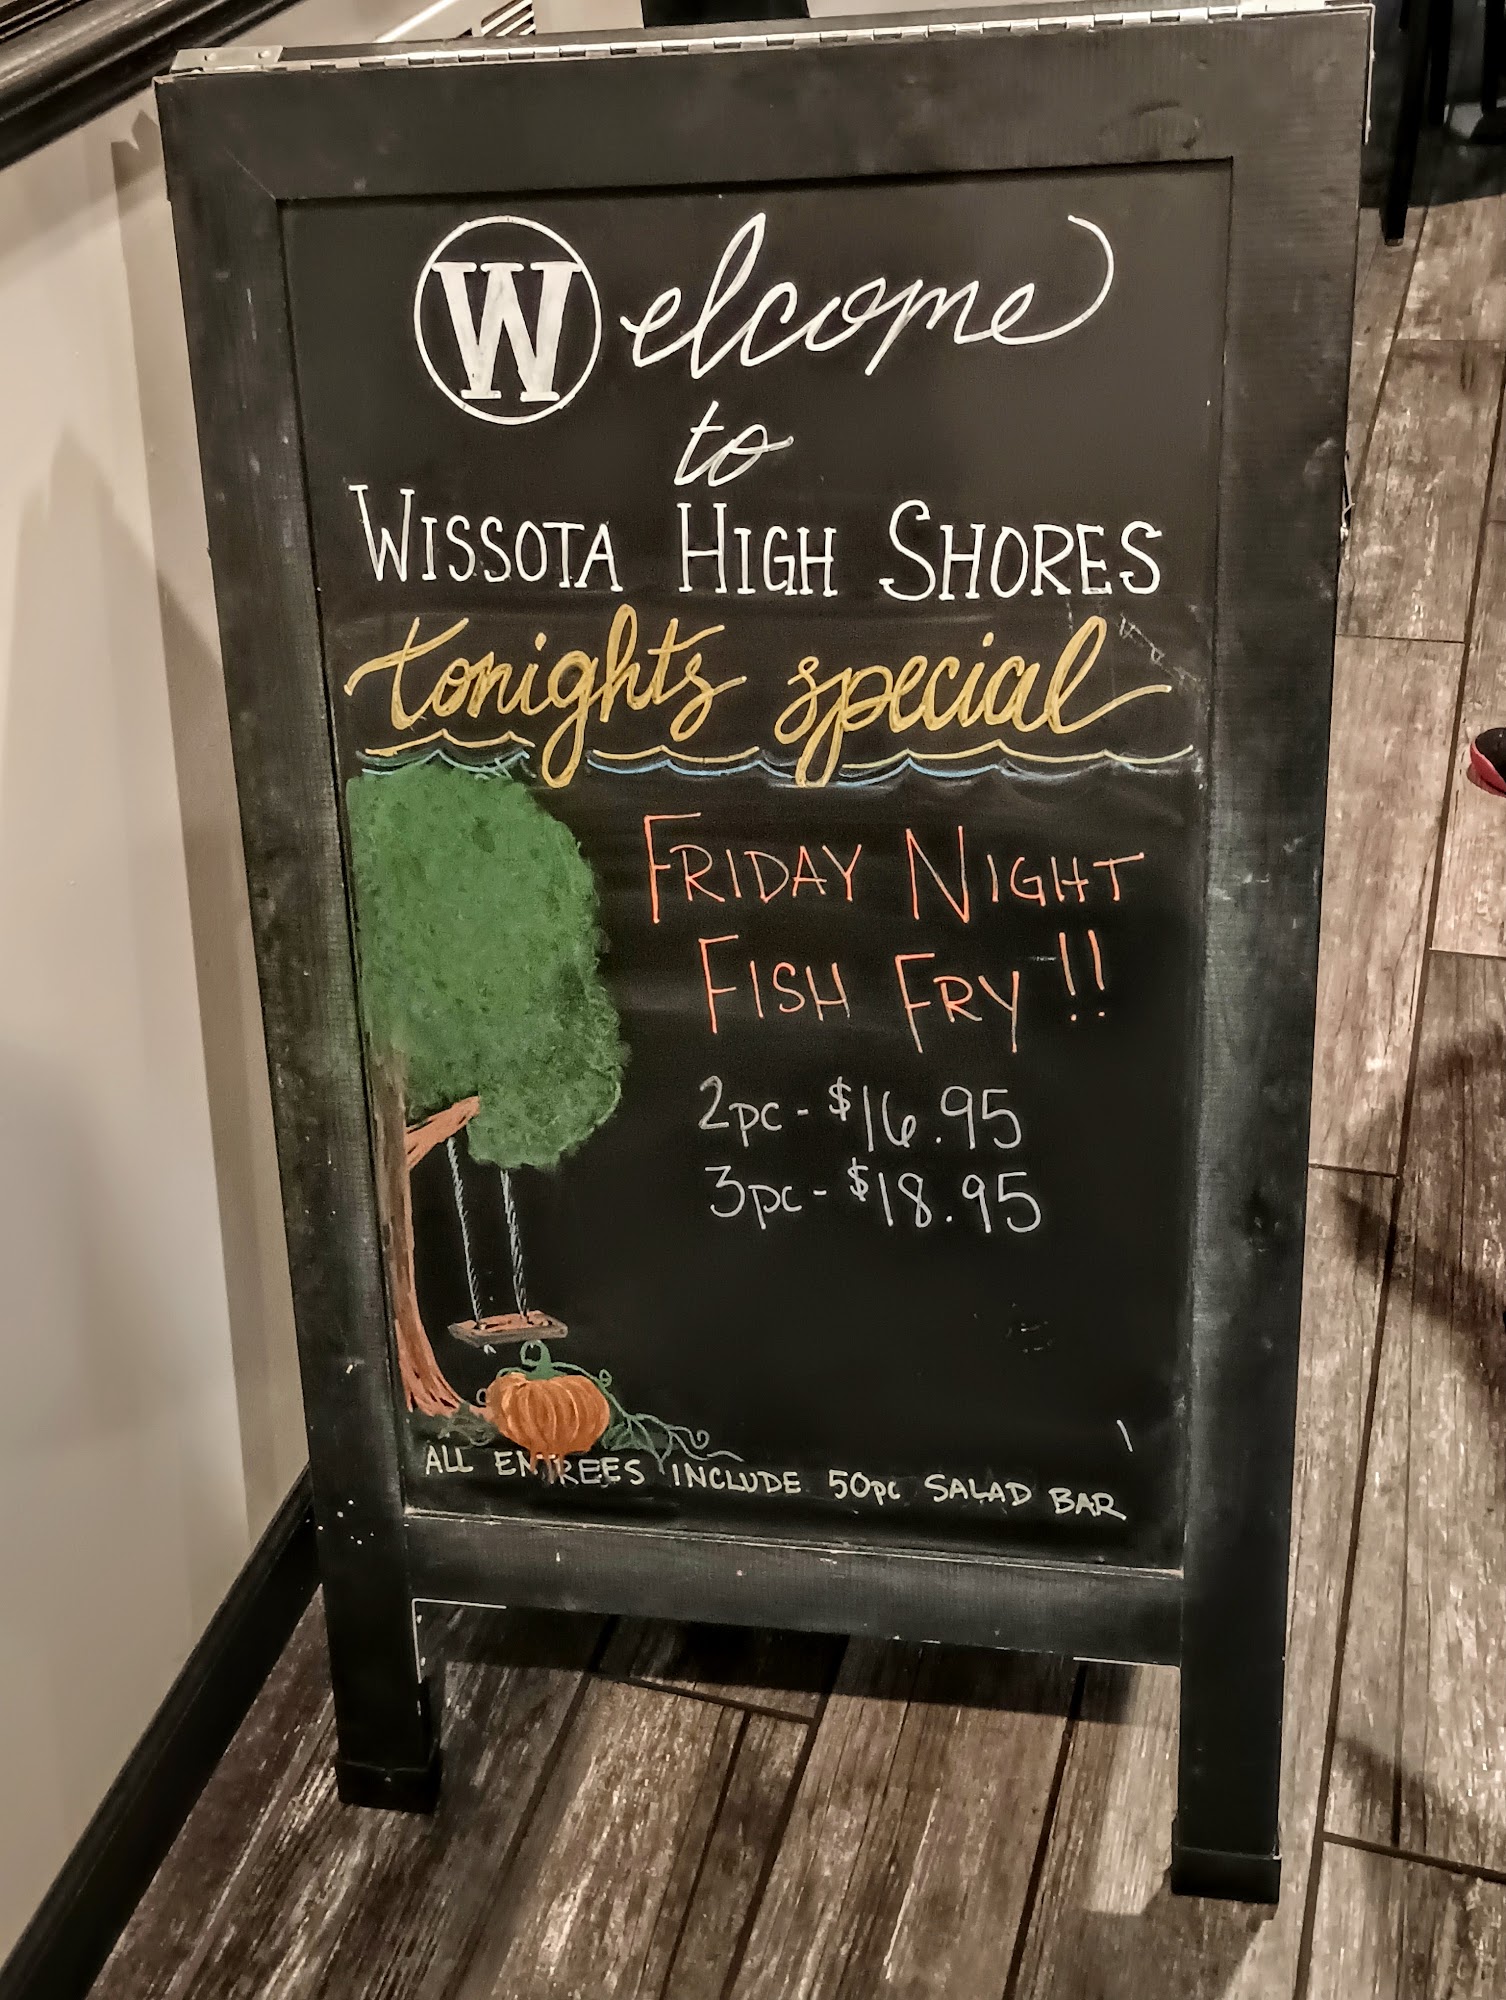 Welcome
to
WISSOTA HIGH SHORES
tonights special
FRIDAY NIGHT
FISH FRY !!
2pc - $16.95
3pc - $18.95
ALL ENTREES INCLUDE 50pc SALAD BAR